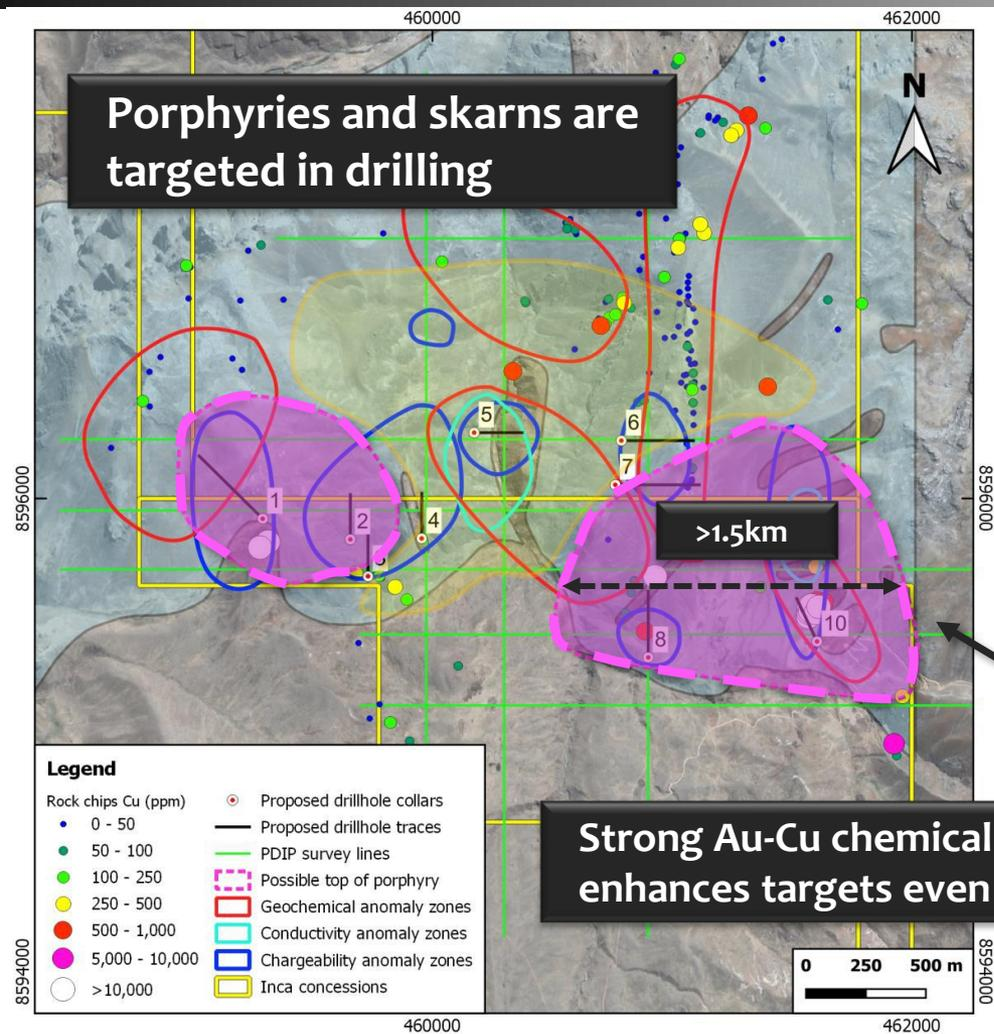 460000
462000
N
Porphyries and skarns are
targeted in drilling
5
6
7
8596000
8596000
1
2
4
>1.5km
10
8
Legend
Rock chips Cu (ppm)
0 - 50
50 - 100
100 - 250
250 - 500
500 - 1,000
5,000 - 10,000
>10,000
Proposed drillhole collars
Proposed drillhole traces
PDIP survey lines
Possible top of porphyry
Geochemical anomaly zones
Conductivity anomaly zones
Chargeability anomaly zones
Inca concessions
Strong Au-Cu chemical
enhances targets even
0 250 500 m
8594000
8594000
460000
462000